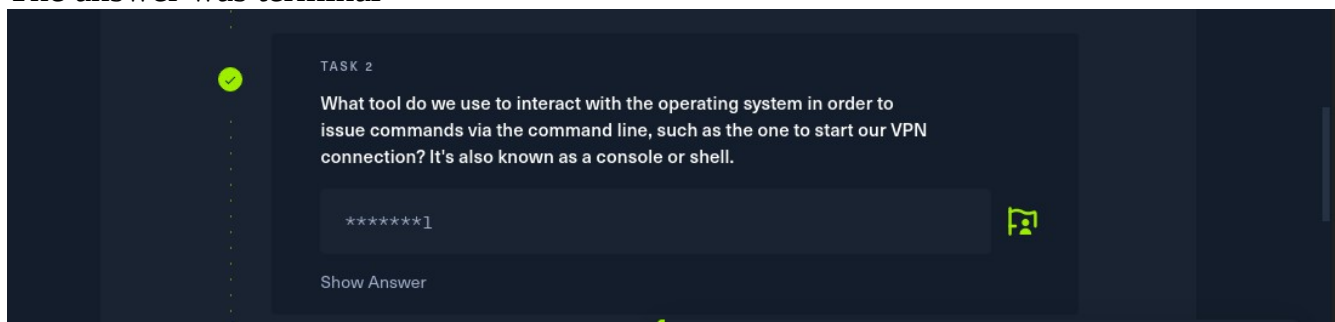 The answer was terminal
TASK 2
What tool do we use to interact with the operating system in order to
issue commands via the command line, such as the one to start our VPN
connection? It's also known as a console or shell.
*******l
Show Answer